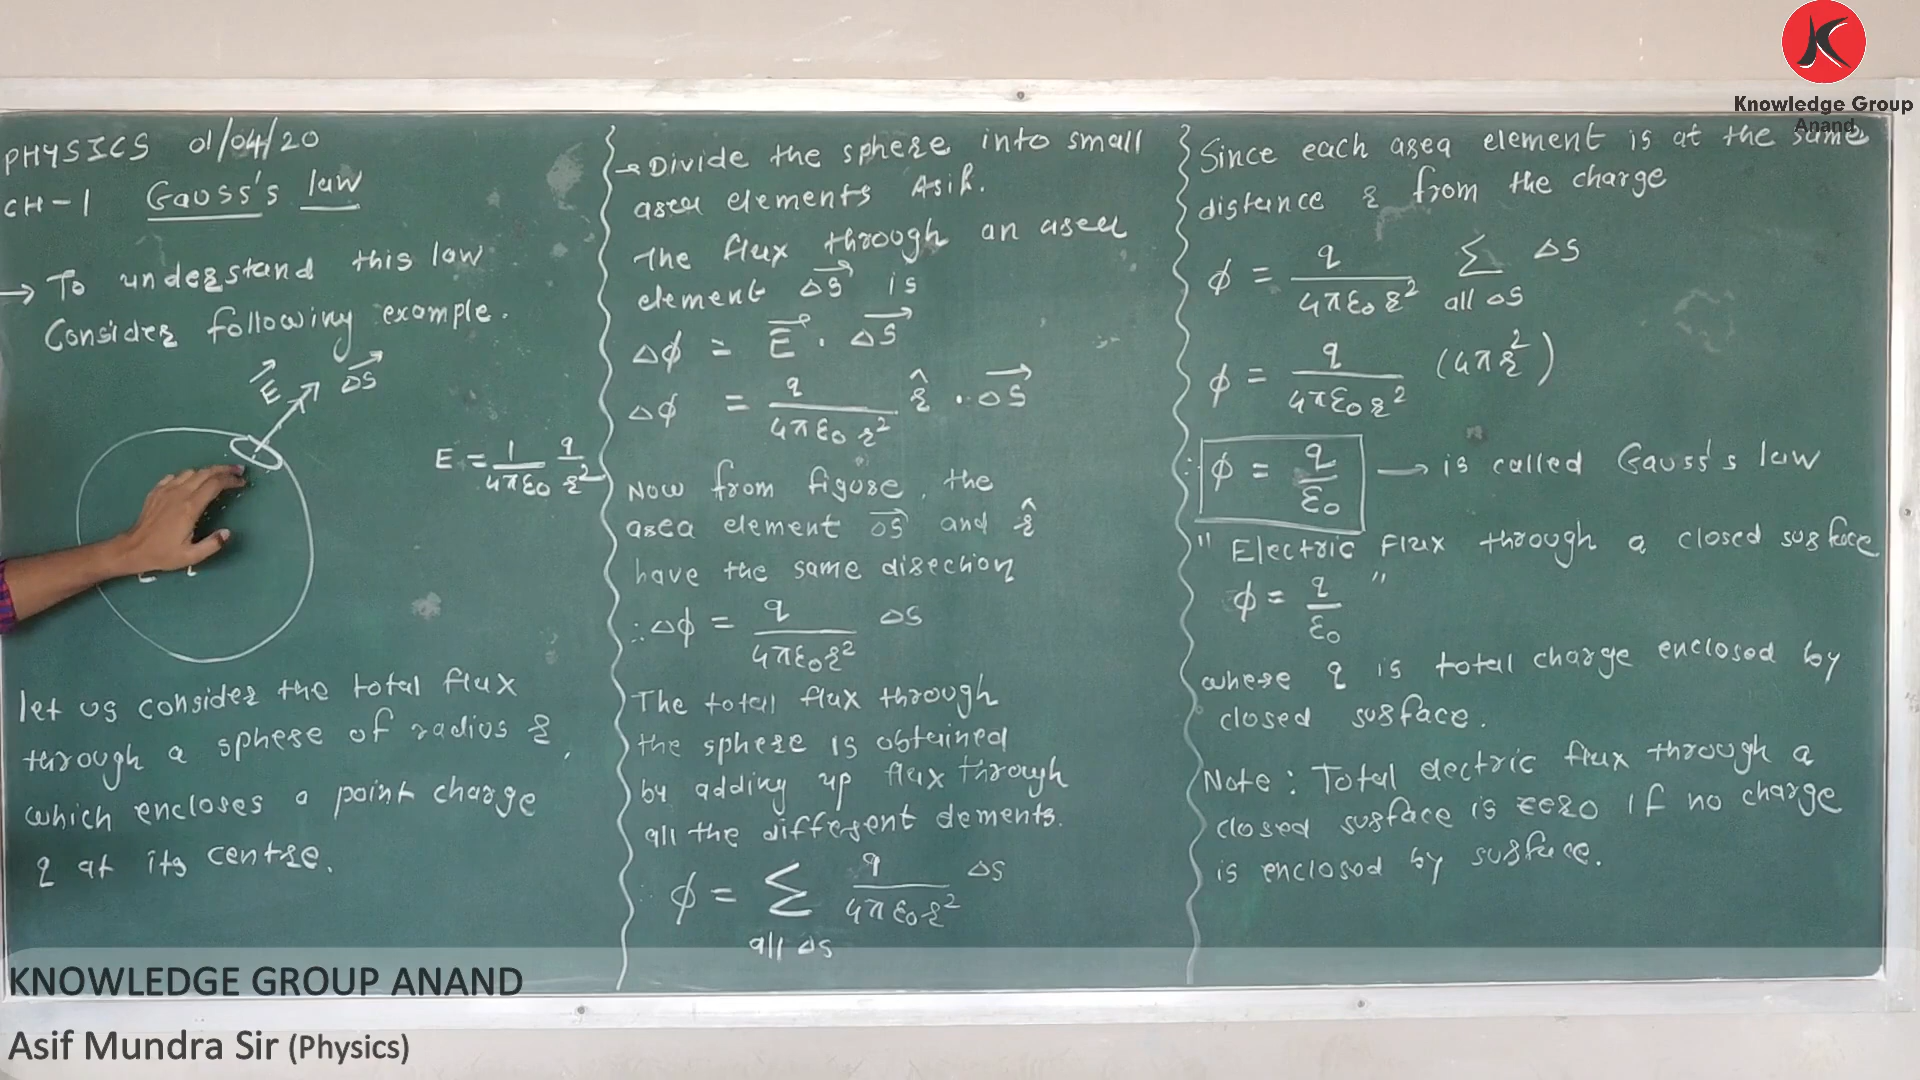 Knowledge Group
Anand
PHYSICS 01/04/20
CH-1 Gauss's law
→ To understand this law
Consider following example.
E⃗ ΔS⃗
E = 1/4πε₀ q/r²
let us consider the total flux
through a sphere of radius r,
which encloses a point charge
q at its centre.
→ Divide the sphere into small
area elements
The flux through an area
element ΔS⃗ is
Δϕ = E⃗ · ΔS⃗
Δϕ = q/4πε₀r² r̂ · ΔS⃗
Now from figure, the
area element ΔS⃗ and r̂
have the same direction
∴ Δϕ = q/4πε₀r² ΔS
The total flux through
the sphere is obtained
by adding up flux through
all the different elements.
∴ ϕ = Σ q/4πε₀r² ΔS
all ΔS
Since each area element is at the same
distance r from the charge
ϕ = q/4πε₀r² Σ ΔS
all ΔS
ϕ = q/4πε₀r² (4πr²)
∴ ϕ = q/ε₀ → is called Gauss's law
" Electric Flux through a closed surface
ϕ = q/ε₀ "
where q is total charge enclosed by
closed surface.
Note : Total electric flux through a
closed surface is zero if no charge
is enclosed by surface.
KNOWLEDGE GROUP ANAND
Asif Mundra Sir (Physics)